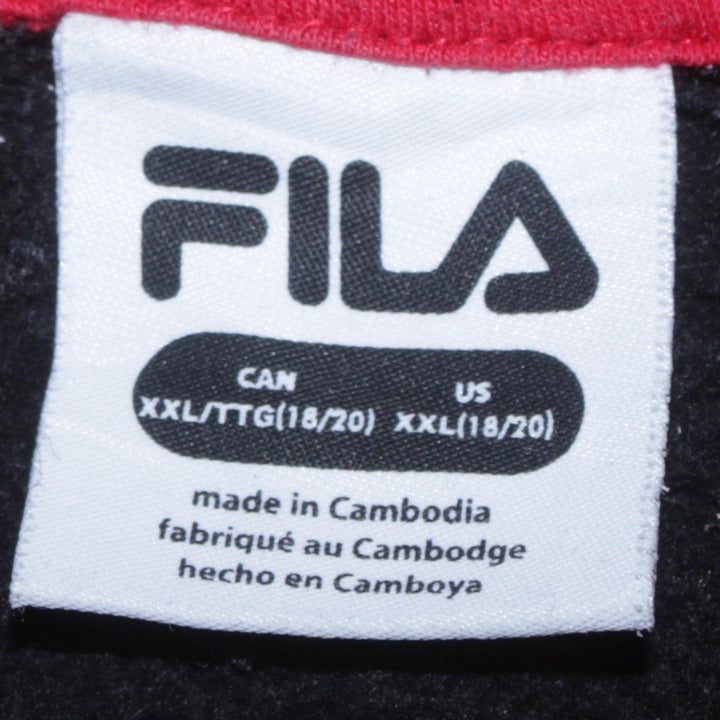 FILA
CAN US
XXL/TTG(18/20) XXL(18/20)
made in Cambodia
fabriqué au Cambodge
hecho en Camboya